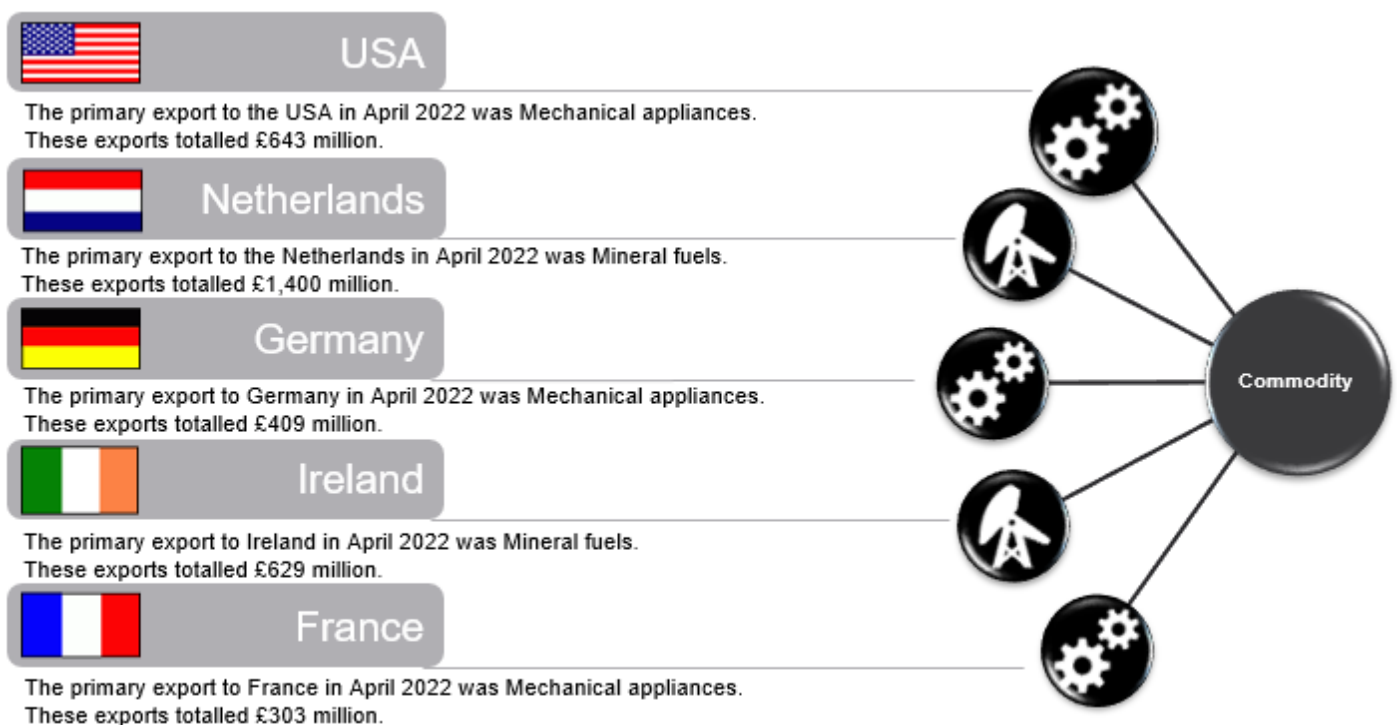 USA
The primary export to the USA in April 2022 was Mechanical appliances.
These exports totalled £643 million.
Netherlands
The primary export to the Netherlands in April 2022 was Mineral fuels.
These exports totalled £1,400 million.
Germany
The primary export to Germany in April 2022 was Mechanical appliances.
These exports totalled £409 million.
Ireland
The primary export to Ireland in April 2022 was Mineral fuels.
These exports totalled £629 million.
France
The primary export to France in April 2022 was Mechanical appliances.
These exports totalled £303 million.
Commodity